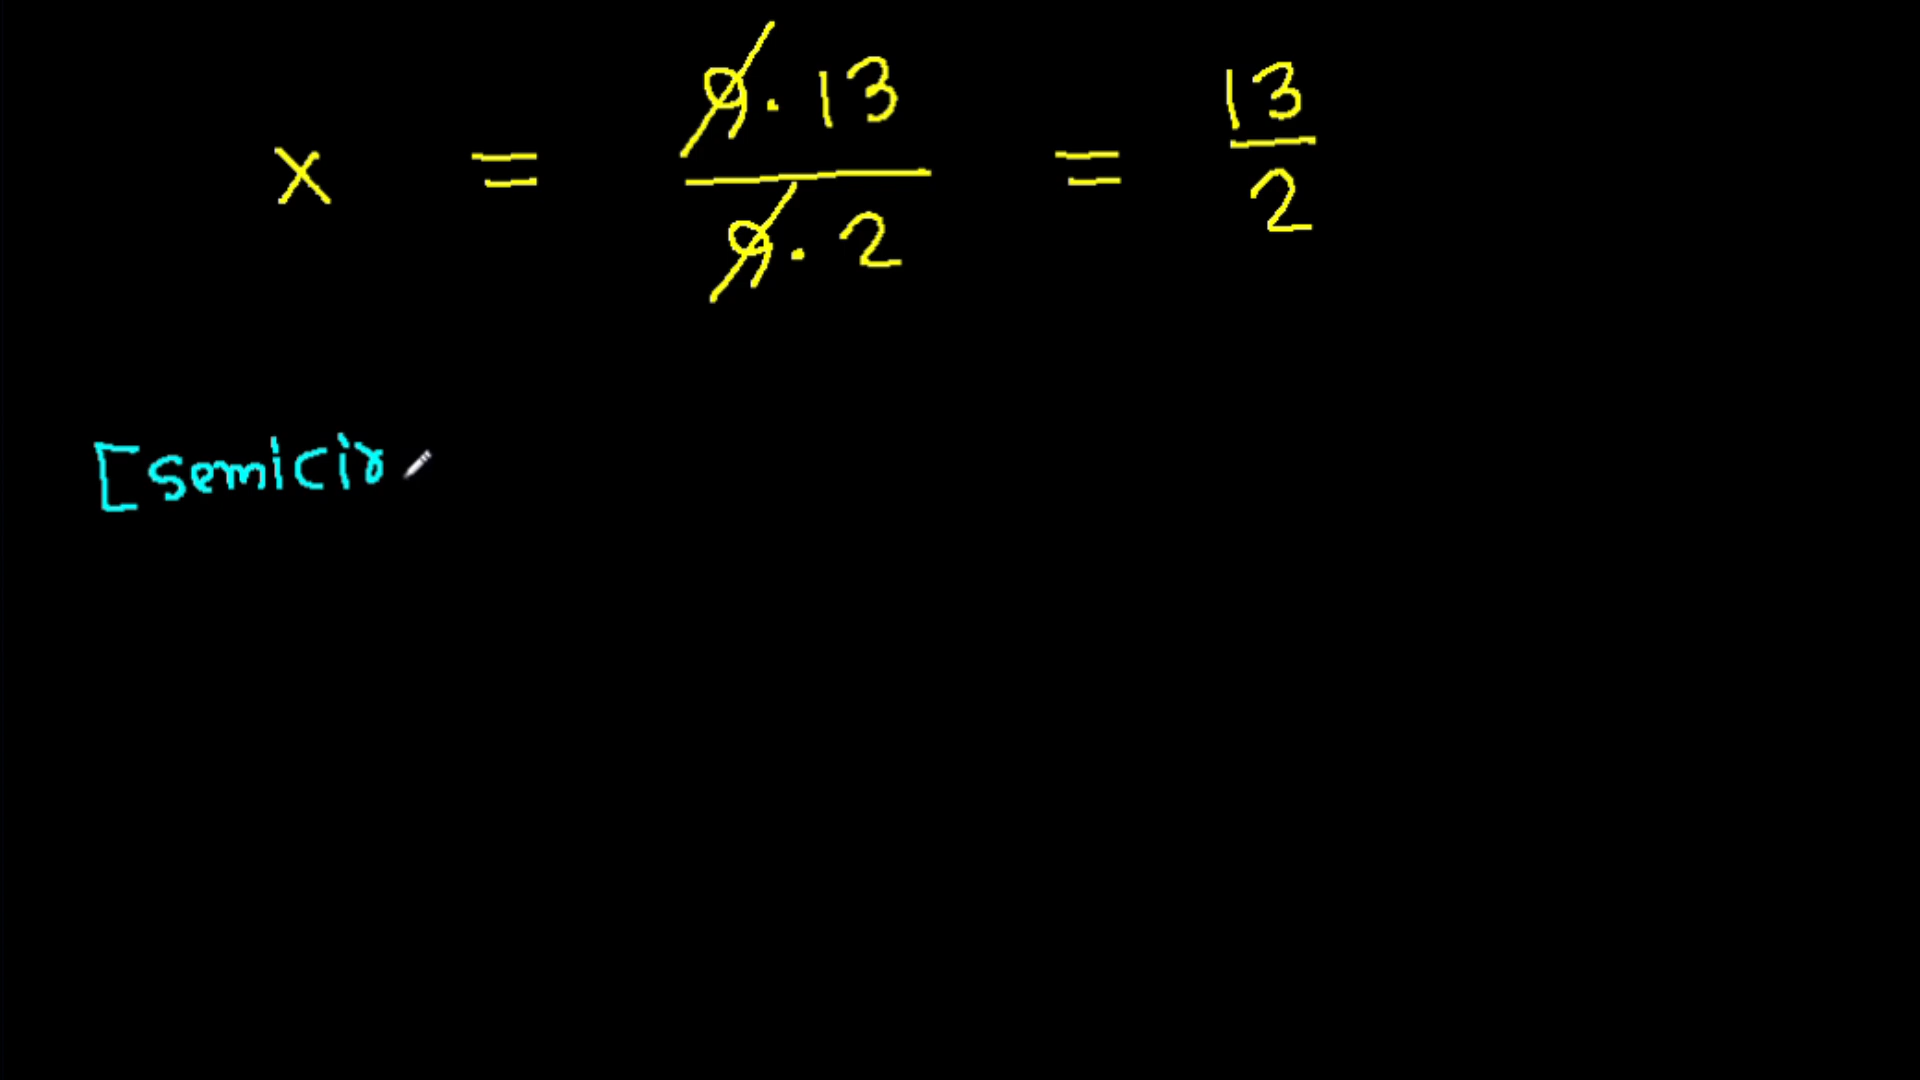 x = 9.13 / 9.2 = 13 / 2
[semicir